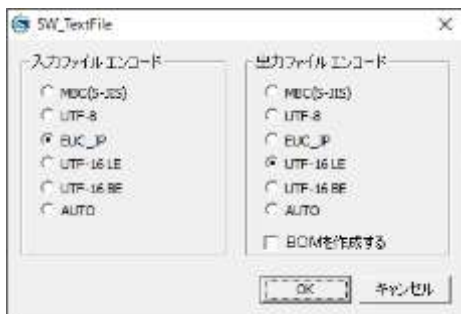 SW_TextFile
入力ファイル エンコード
MBC(S-JIS)
UTF-8
EUC_JP
UTF-16 LE
UTF-16 BE
AUTO
出力ファイル エンコード
MBC(S-JIS)
UTF-8
EUC_JP
UTF-16 LE
UTF-16 BE
AUTO
BOMを作成する
OK
キャンセル